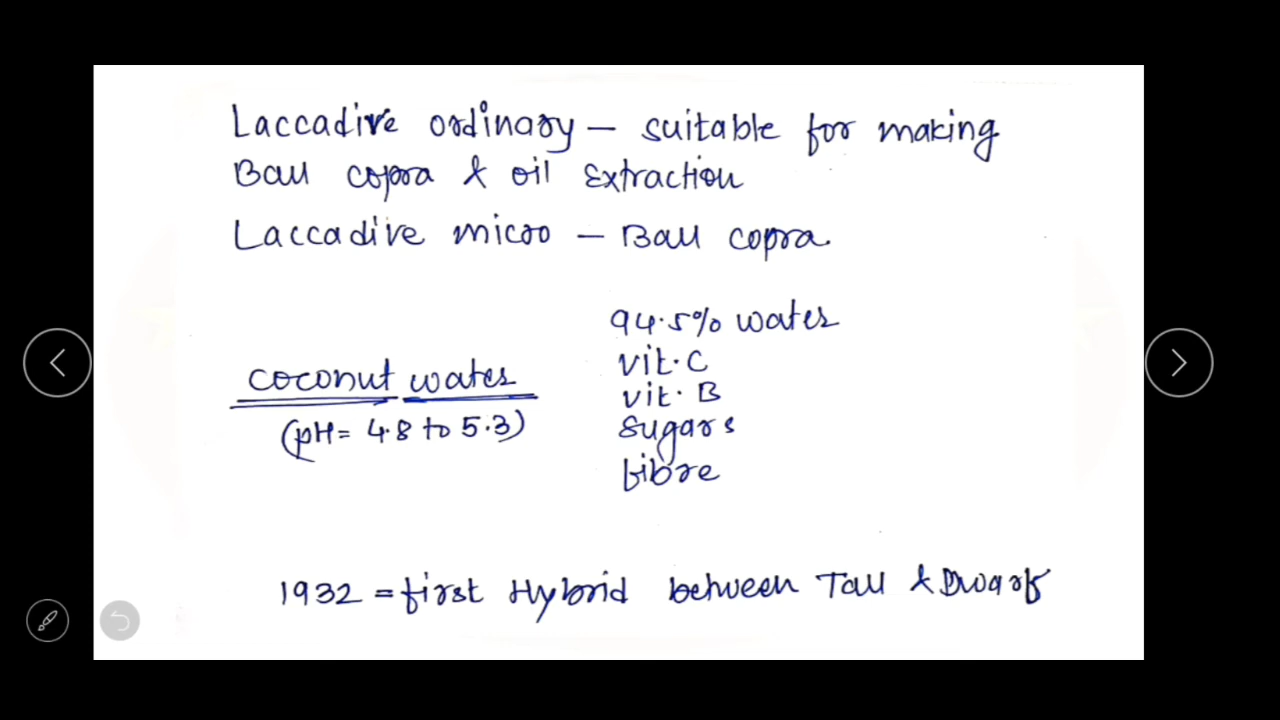 Laccadive ordinary – suitable for making
Ball copra & oil Extraction
Laccadive micro – Ball copra
coconut water
(pH = 4.8 to 5.3)
94.5% water
vit. C
vit. B
sugars
fibre
1932 = first Hybrid between Tall & Dwarf